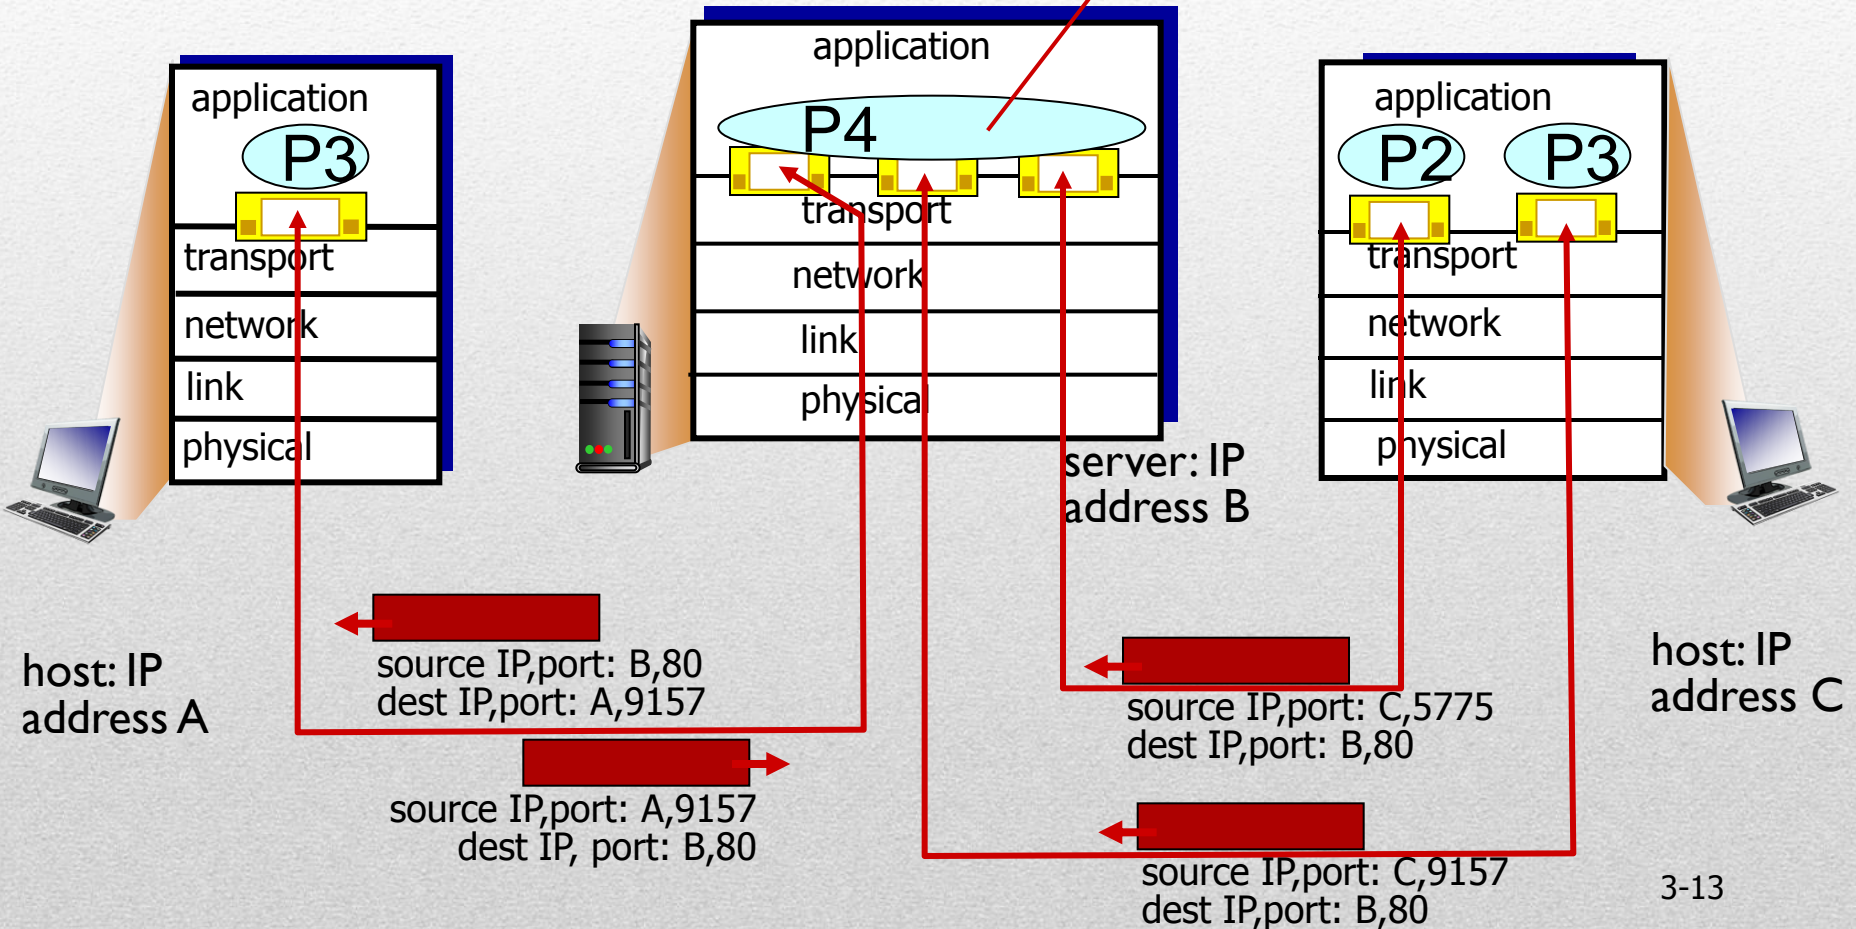 application
P3
transport
network
link
physical
host: IP
address A
application
P4
transport
network
link
physical
server: IP
address B
application
P2
P3
transport
network
link
physical
host: IP
address C
source IP,port: B,80
dest IP,port: A,9157
source IP,port: A,9157
dest IP, port: B,80
source IP,port: C,5775
dest IP,port: B,80
source IP,port: C,9157
dest IP,port: B,80
3-13